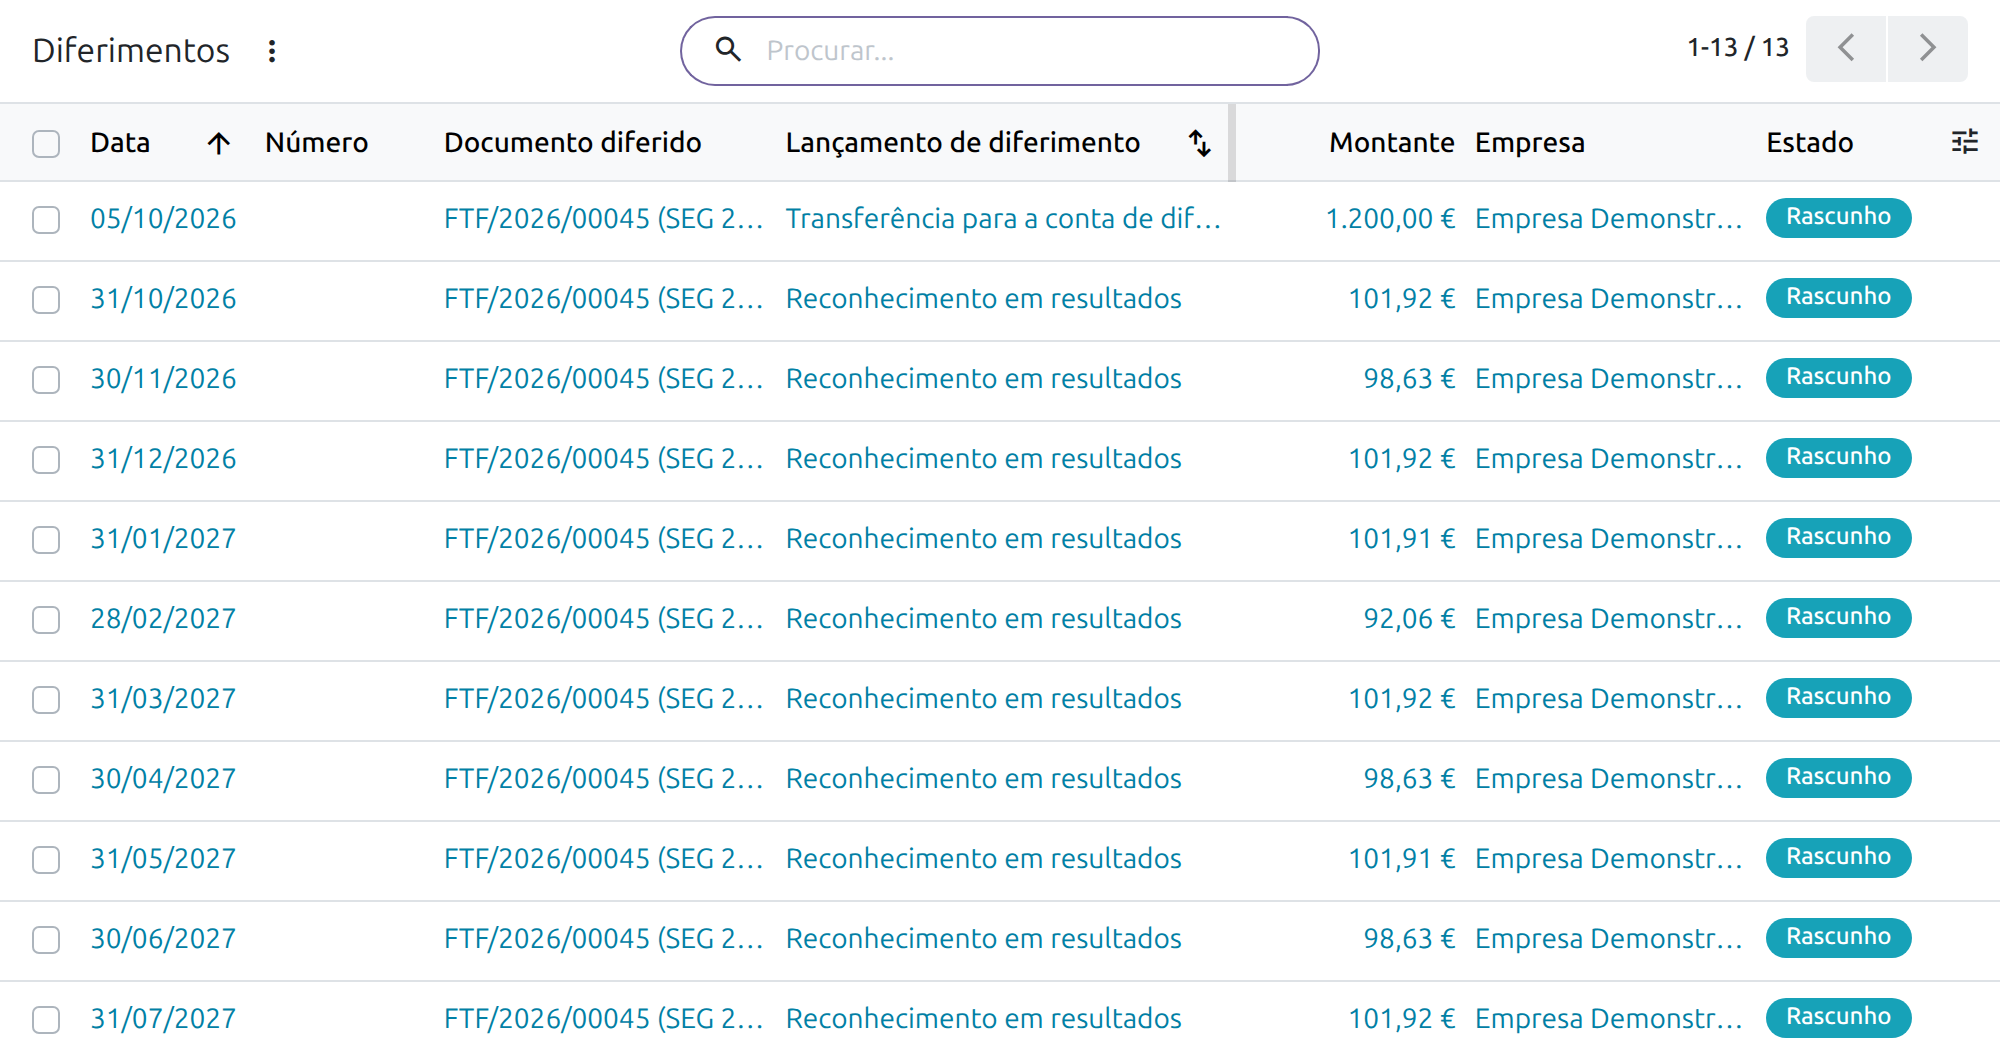 Diferimentos
Procurar...
1-13 / 13
Data Número Documento diferido Lançamento de diferimento Montante Empresa Estado
05/10/2026 FTF/2026/00045 (SEG 2... Transferência para a conta de dif... 1.200,00 € Empresa Demonstr... Rascunho
31/10/2026 FTF/2026/00045 (SEG 2... Reconhecimento em resultados 101,92 € Empresa Demonstr... Rascunho
30/11/2026 FTF/2026/00045 (SEG 2... Reconhecimento em resultados 98,63 € Empresa Demonstr... Rascunho
31/12/2026 FTF/2026/00045 (SEG 2... Reconhecimento em resultados 101,92 € Empresa Demonstr... Rascunho
31/01/2027 FTF/2026/00045 (SEG 2... Reconhecimento em resultados 101,91 € Empresa Demonstr... Rascunho
28/02/2027 FTF/2026/00045 (SEG 2... Reconhecimento em resultados 92,06 € Empresa Demonstr... Rascunho
31/03/2027 FTF/2026/00045 (SEG 2... Reconhecimento em resultados 101,92 € Empresa Demonstr... Rascunho
30/04/2027 FTF/2026/00045 (SEG 2... Reconhecimento em resultados 98,63 € Empresa Demonstr... Rascunho
31/05/2027 FTF/2026/00045 (SEG 2... Reconhecimento em resultados 101,91 € Empresa Demonstr... Rascunho
30/06/2027 FTF/2026/00045 (SEG 2... Reconhecimento em resultados 98,63 € Empresa Demonstr... Rascunho
31/07/2027 FTF/2026/00045 (SEG 2... Reconhecimento em resultados 101,92 € Empresa Demonstr... Rascunho